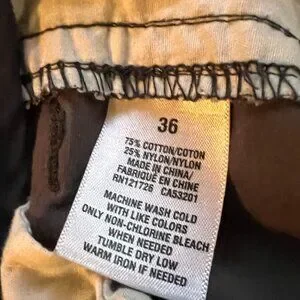 36
75% COTTON/COTON
25% NYLON/NYLON
MADE IN CHINA/
FABRIQUÉ EN CHINE
RN121726 CA53201
MACHINE WASH COLD
WITH LIKE COLORS
ONLY NON-CHLORINE BLEACH
WHEN NEEDED
TUMBLE DRY LOW
WARM IRON IF NEEDED